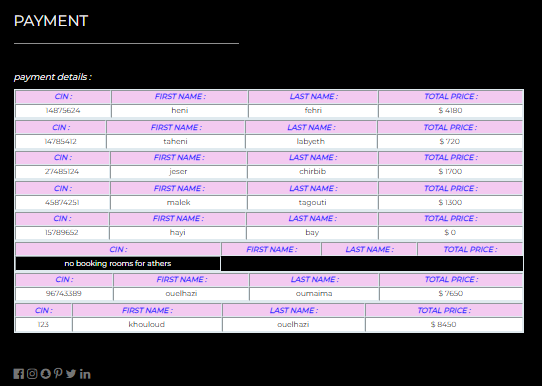 PAYMENT
payment details :
CIN : FIRST NAME : LAST NAME : TOTAL PRICE :
14875624 heni fehri $ 4180
CIN : FIRST NAME : LAST NAME : TOTAL PRICE :
14785412 taheni labyeth $ 720
CIN : FIRST NAME : LAST NAME : TOTAL PRICE :
27485124 jeser chirbib $ 1700
CIN : FIRST NAME : LAST NAME : TOTAL PRICE :
45874251 malek tagouti $ 1300
CIN : FIRST NAME : LAST NAME : TOTAL PRICE :
15789652 hayi bay $ 0
CIN : FIRST NAME : LAST NAME : TOTAL PRICE :
no booking rooms for athers
CIN : FIRST NAME : LAST NAME : TOTAL PRICE :
96743389 ouelhazi oumaima $ 7650
CIN : FIRST NAME : LAST NAME : TOTAL PRICE :
123 khouloud ouelhazi $ 8450